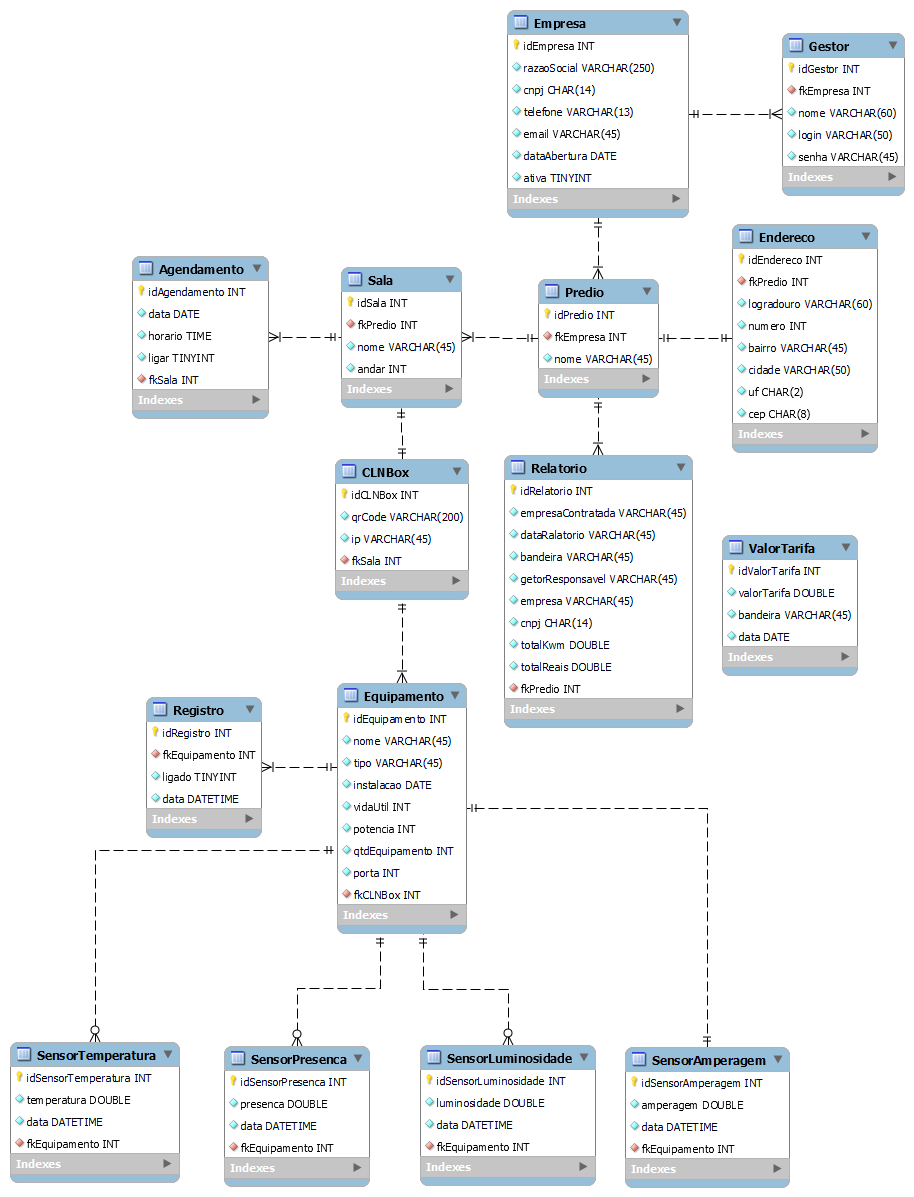 Empresa
idEmpresa INT
razaoSocial VARCHAR(250)
cnpj CHAR(14)
telefone VARCHAR(13)
email VARCHAR(45)
dataAbertura DATE
ativa TINYINT
Indexes
Gestor
idGestor INT
fkEmpresa INT
nome VARCHAR(60)
login VARCHAR(50)
senha VARCHAR(45)
Indexes
Endereco
idEndereco INT
fkPredio INT
logradouro VARCHAR(60)
numero INT
bairro VARCHAR(45)
cidade VARCHAR(50)
uf CHAR(2)
cep CHAR(8)
Indexes
Agendamento
idAgendamento INT
data DATE
horario TIME
ligar TINYINT
fkSala INT
Indexes
Sala
idSala INT
fkPredio INT
nome VARCHAR(45)
andar INT
Indexes
Predio
idPredio INT
fkEmpresa INT
nome VARCHAR(45)
Indexes
CLNBox
idCLNBox INT
qrCode VARCHAR(200)
ip VARCHAR(45)
fkSala INT
Indexes
Relatorio
idRelatorio INT
empresaContratada VARCHAR(45)
dataRalatorio VARCHAR(45)
bandeira VARCHAR(45)
getorResponsavel VARCHAR(45)
empresa VARCHAR(45)
cnpj CHAR(14)
totalKwm DOUBLE
totalReais DOUBLE
fkPredio INT
Indexes
ValorTarifa
idValorTarifa INT
valorTarifa DOUBLE
bandeira VARCHAR(45)
data DATE
Indexes
Registro
idRegistro INT
fkEquipamento INT
ligado TINYINT
data DATETIME
Indexes
Equipamento
idEquipamento INT
nome VARCHAR(45)
tipo VARCHAR(45)
instalacao DATE
vidaUtil INT
potencia INT
qtdEquipamento INT
porta INT
fkCLNBox INT
Indexes
SensorTemperatura
idSensorTemperatura INT
temperatura DOUBLE
data DATETIME
fkEquipamento INT
Indexes
SensorPresenca
idSensorPresenca INT
presenca DOUBLE
data DATETIME
fkEquipamento INT
Indexes
SensorLuminosidade
idSensorLuminosidade INT
luminosidade DOUBLE
data DATETIME
fkEquipamento INT
Indexes
SensorAmperagem
idSensorAmperagem INT
amperagem DOUBLE
data DATETIME
fkEquipamento INT
Indexes